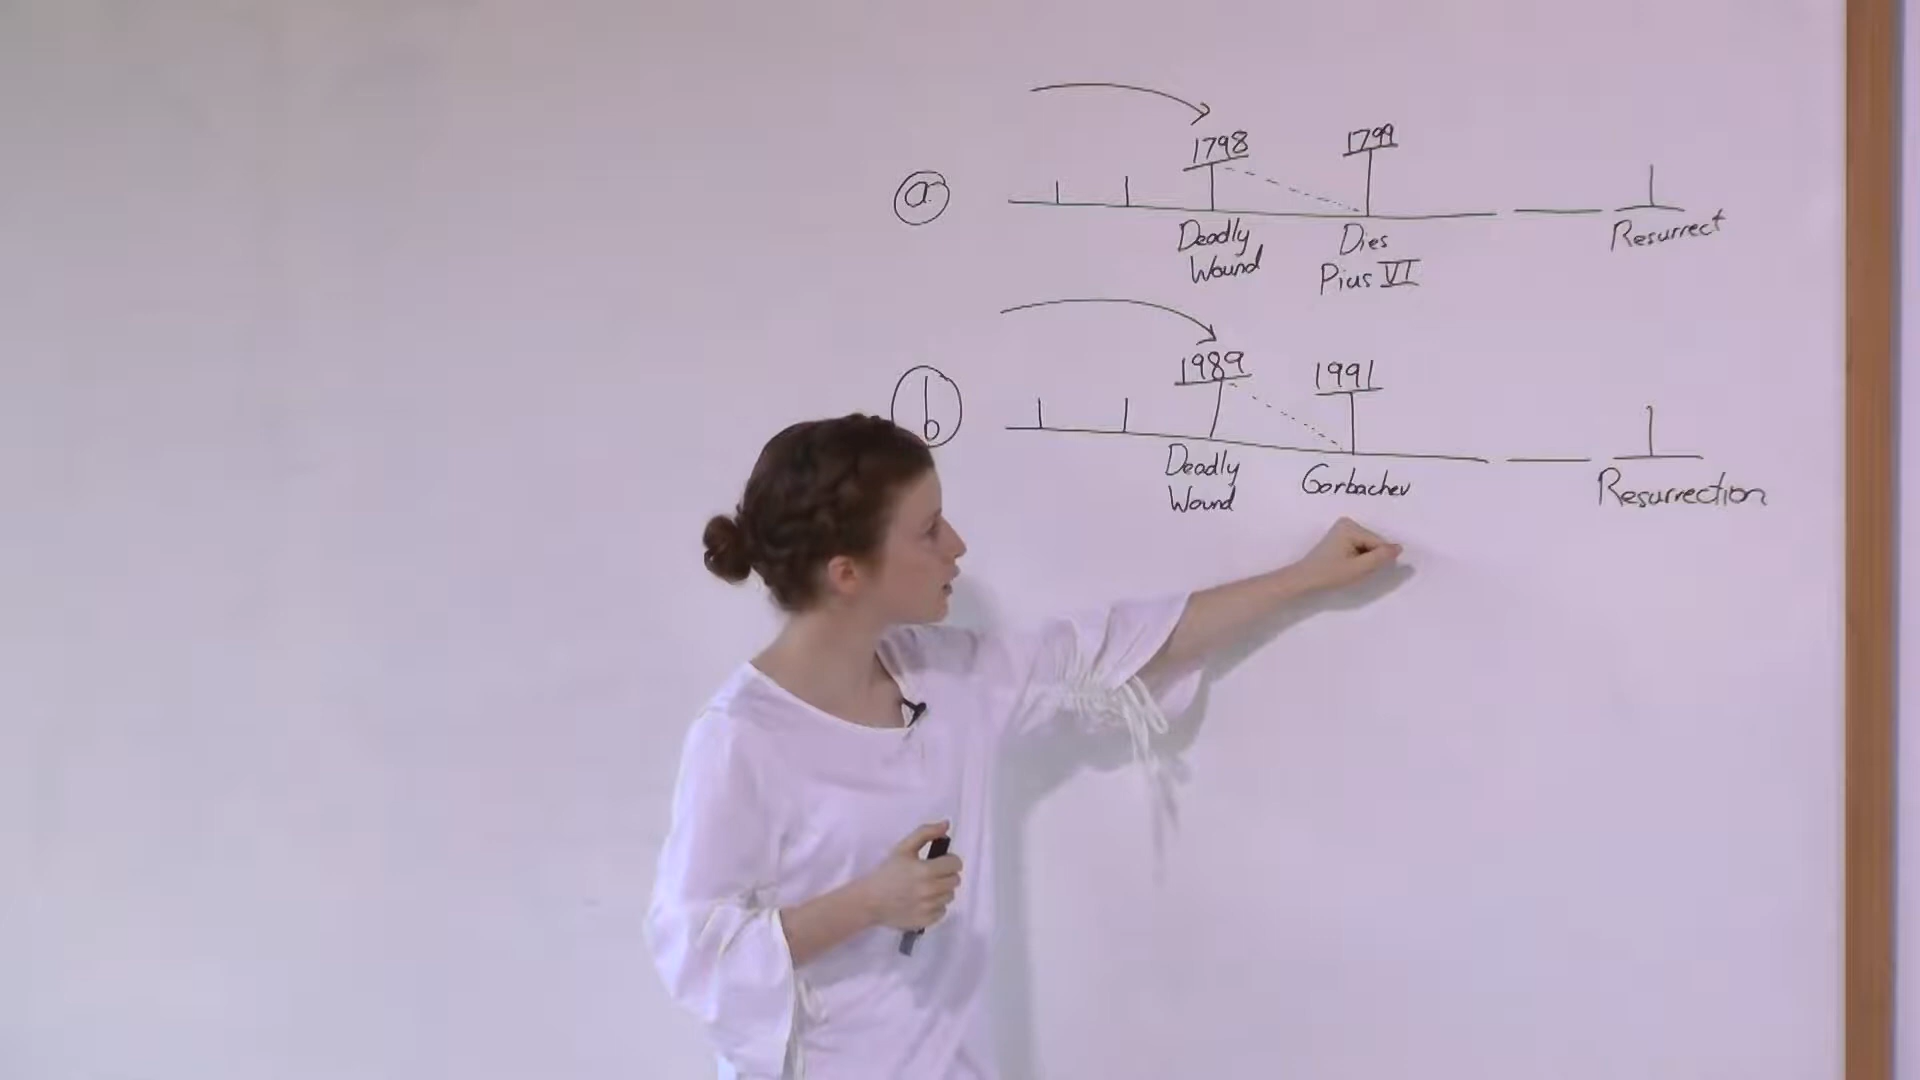 1798
1799
a
Deadly
Wound
Dies
Pius VI
Resurrect
1989
1991
b
Deadly
Wound
Gorbachev
Resurrection